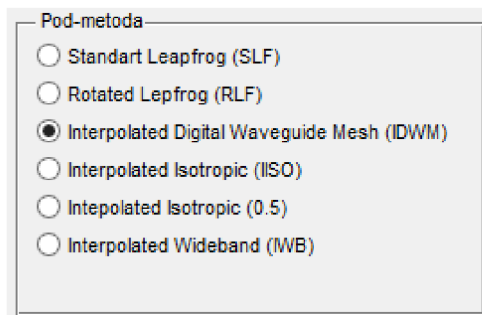 Pod-metoda
Standart Leapfrog (SLF)
Rotated Lepfrog (RLF)
Interpolated Digital Waveguide Mesh (IDWM)
Interpolated Isotropic (IISO)
Intepolated Isotropic (0.5)
Interpolated Wideband (IWB)